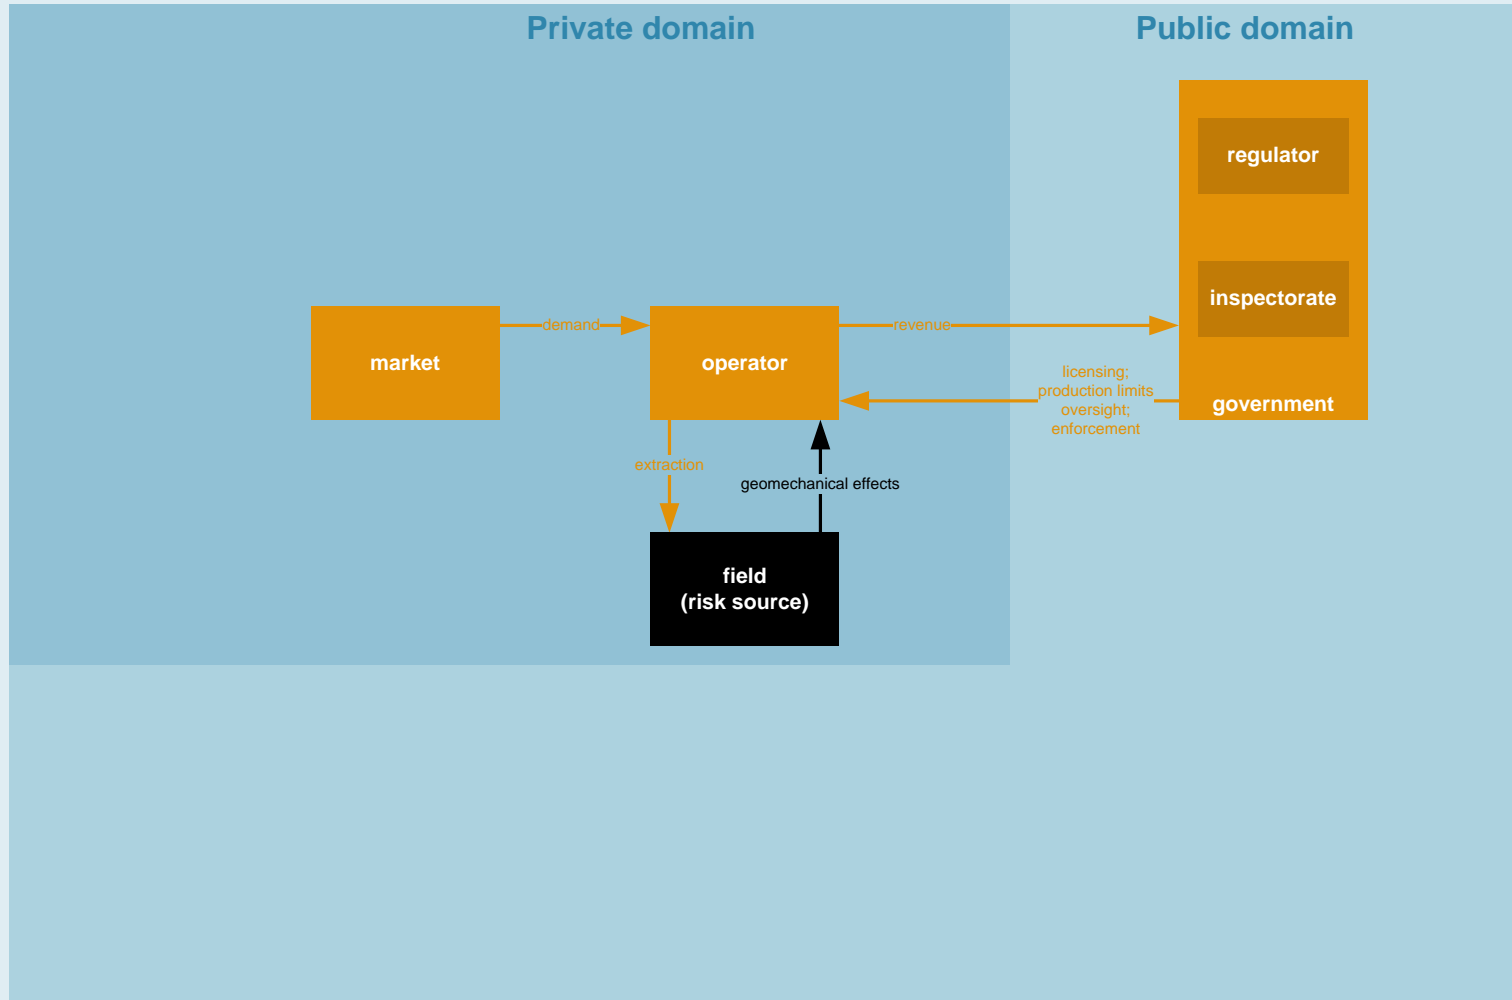 Private domain
Public domain
regulator
inspectorate
market
demand
operator
revenue
licensing;
production limits
oversight;
enforcement
government
extraction
geomechanical effects
field
(risk source)